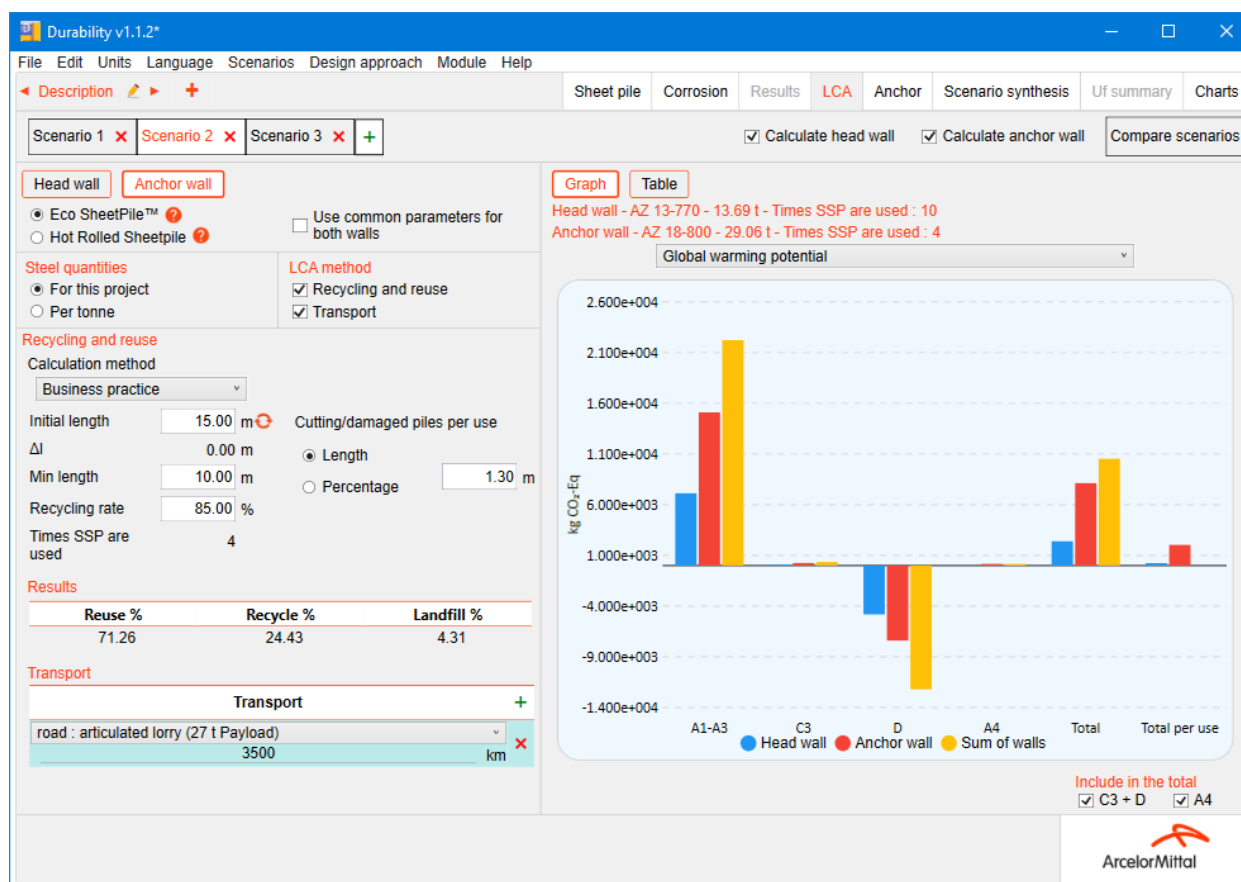 Durability v1.1.2*
File Edit Units Language Scenarios Design approach Module Help
Description
Sheet pile Corrosion Results LCA Anchor Scenario synthesis Uf summary Charts
Scenario 1 Scenario 2 Scenario 3 +
Calculate head wall Calculate anchor wall Compare scenarios
Head wall Anchor wall
Eco SheetPile™ ?
Hot Rolled Sheetpile ?
Use common parameters for
both walls
Steel quantities
For this project
Per tonne
LCA method
Recycling and reuse
Transport
Recycling and reuse
Calculation method
Business practice
Initial length 15.00 m
Δl 0.00 m
Min length 10.00 m
Recycling rate 85.00 %
Times SSP are
used
4
Cutting/damaged piles per use
Length
Percentage
1.30 m
Results
Reuse % Recycle % Landfill %
71.26 24.43 4.31
Transport
Transport +
road : articulated lorry (27 t Payload)
3500 km
Graph Table
Head wall - AZ 13-770 - 13.69 t - Times SSP are used : 10
Anchor wall - AZ 18-800 - 29.06 t - Times SSP are used : 4
Global warming potential
kg CO₂-Eq
2.600e+004
2.100e+004
1.600e+004
1.100e+004
6.000e+003
1.000e+003
-4.000e+003
-9.000e+003
-1.400e+004
A1-A3 C3 D A4 Total Total per use
Head wall Anchor wall Sum of walls
Include in the total
C3 + D A4
ArcelorMittal